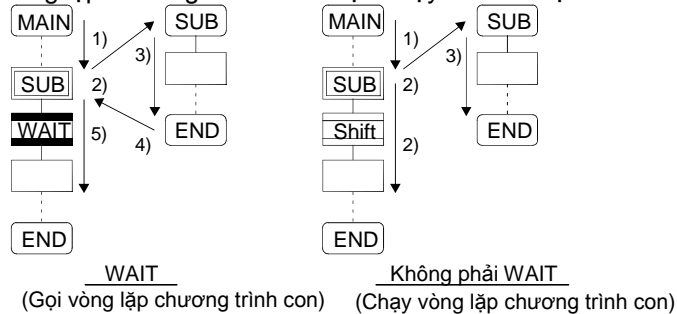 MAIN
SUB
1)
3)
SUB
2)
WAIT
5)
4)
END
END
WAIT
(Gọi vòng lặp chương trình con)
MAIN
SUB
1)
3)
SUB
2)
Shift
2)
END
END
Không phải WAIT
(Chạy vòng lặp chương trình con)